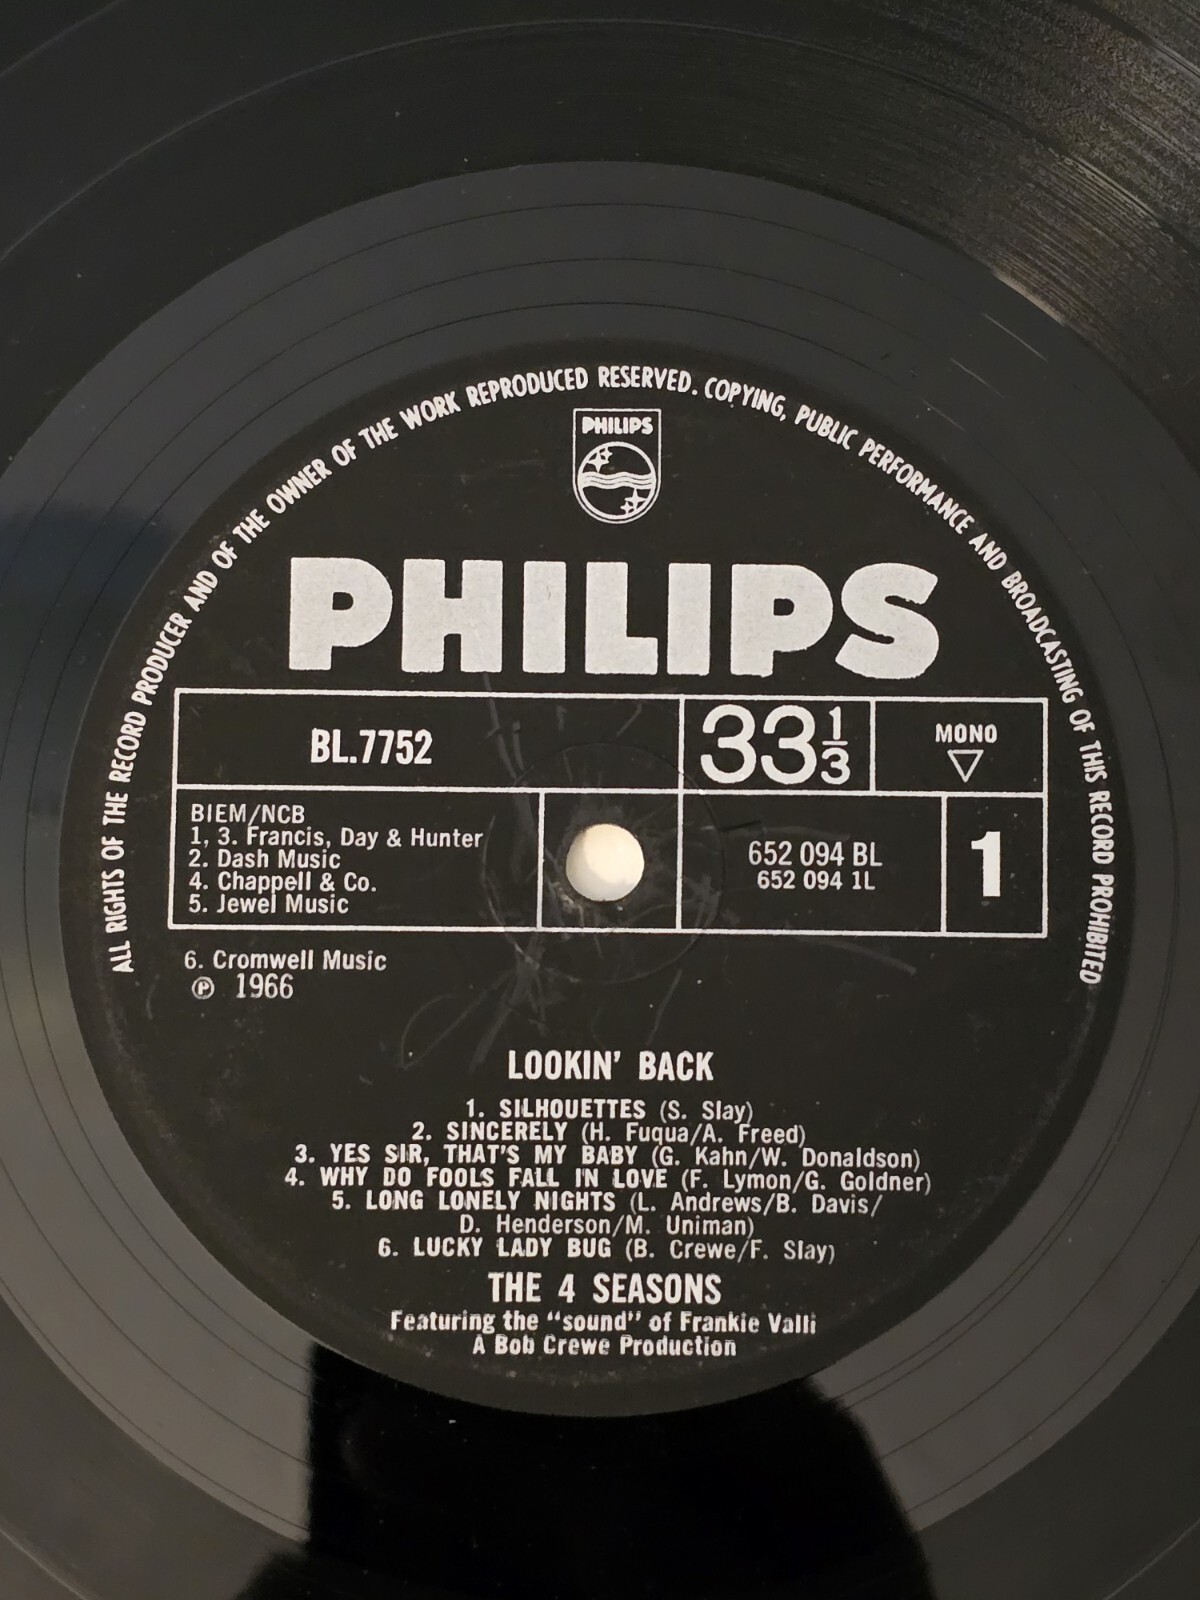 ALL RIGHTS OF THE RECORD PRODUCER AND OF THE OWNER OF THE WORK REPRODUCED RESERVED. COPYING, PUBLIC PERFORMANCE AND BROADCASTING OF THIS RECORD PROHIBITED
PHILIPS
PHILIPS
BL.7752
33 1/3
MONO
BIEM/NCB
1, 3. Francis, Day & Hunter
2. Dash Music
4. Chappell & Co.
5. Jewel Music
652 094 BL
652 094 1L
1
6. Cromwell Music
℗ 1966
LOOKIN' BACK
1. SILHOUETTES (S. Slay)
2. SINCERELY (H. Fuqua/A. Freed)
3. YES SIR, THAT'S MY BABY (G. Kahn/W. Donaldson)
4. WHY DO FOOLS FALL IN LOVE (F. Lymon/G. Goldner)
5. LONG LONELY NIGHTS (L. Andrews/B. Davis/
D. Henderson/M. Uniman)
6. LUCKY LADY BUG (B. Crewe/F. Slay)
THE 4 SEASONS
Featuring the "sound" of Frankie Valli
A Bob Crewe Production